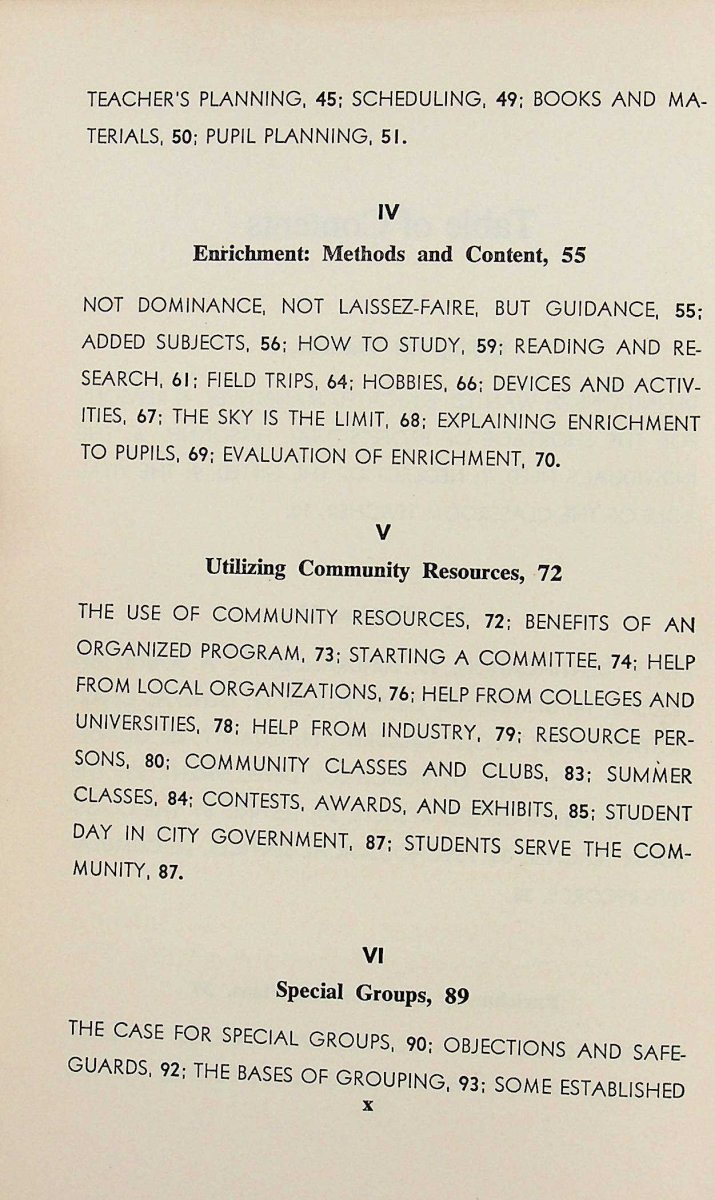 TEACHER'S PLANNING, 45; SCHEDULING, 49; BOOKS AND MA-
TERIALS, 50; PUPIL PLANNING, 51.
IV
Enrichment: Methods and Content, 55
NOT DOMINANCE, NOT LAISSEZ-FAIRE, BUT GUIDANCE, 55;
ADDED SUBJECTS, 56; HOW TO STUDY, 59; READING AND RE-
SEARCH, 61; FIELD TRIPS, 64; HOBBIES, 66; DEVICES AND ACTIV-
ITIES, 67; THE SKY IS THE LIMIT, 68; EXPLAINING ENRICHMENT
TO PUPILS, 69; EVALUATION OF ENRICHMENT, 70.
V
Utilizing Community Resources, 72
THE USE OF COMMUNITY RESOURCES, 72; BENEFITS OF AN
ORGANIZED PROGRAM, 73; STARTING A COMMITTEE, 74; HELP
FROM LOCAL ORGANIZATIONS, 76; HELP FROM COLLEGES AND
UNIVERSITIES, 78; HELP FROM INDUSTRY, 79; RESOURCE PER-
SONS, 80; COMMUNITY CLASSES AND CLUBS, 83; SUMMER
CLASSES, 84; CONTESTS, AWARDS, AND EXHIBITS, 85; STUDENT
DAY IN CITY GOVERNMENT, 87; STUDENTS SERVE THE COM-
MUNITY, 87.
VI
Special Groups, 89
THE CASE FOR SPECIAL GROUPS, 90; OBJECTIONS AND SAFE-
GUARDS, 92; THE BASES OF GROUPING, 93; SOME ESTABLISHED
x